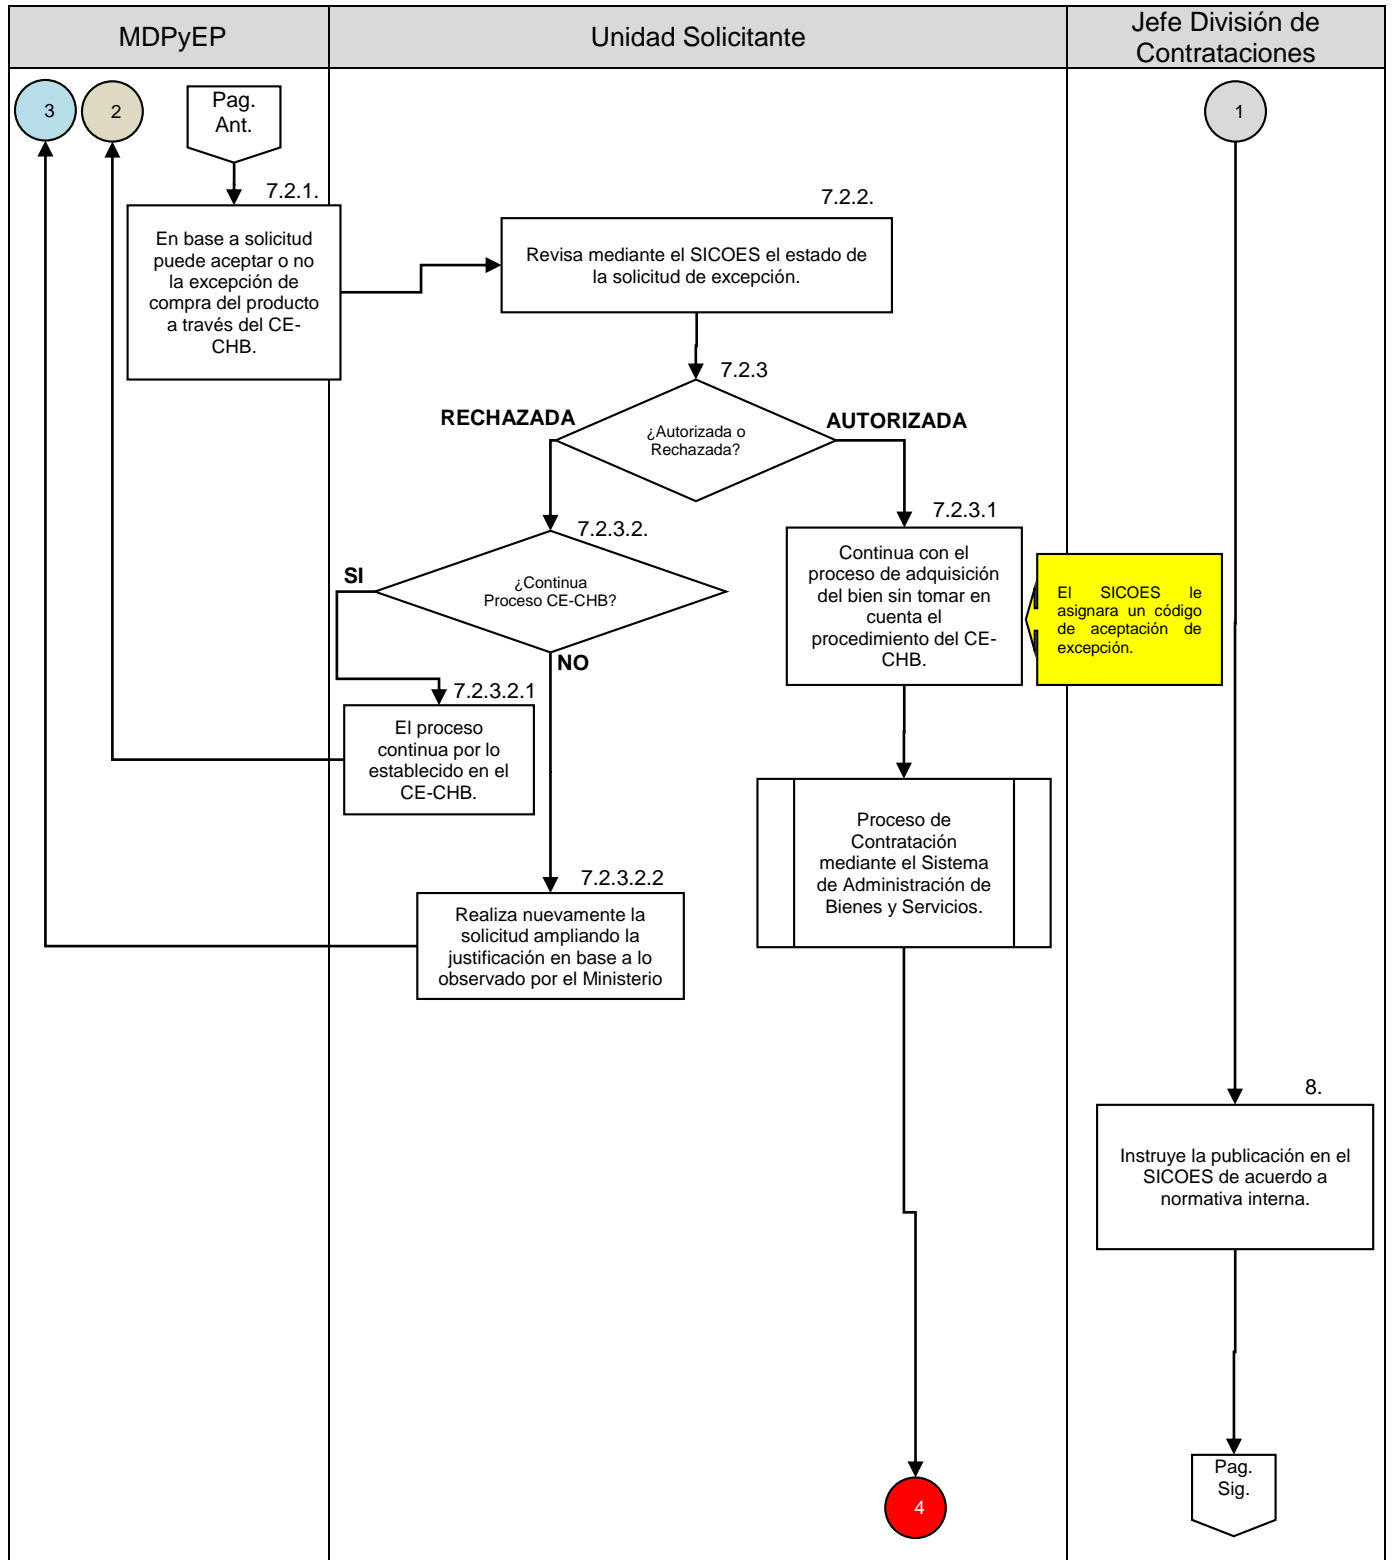 MDPyEP
Unidad Solicitante
Jefe División de
Contrataciones
3
2
Pag.
Ant.
1
7.2.1.
En base a solicitud
puede aceptar o no
la excepción de
compra del producto
a través del CE-
CHB.
7.2.2.
Revisa mediante el SICOES el estado de
la solicitud de excepción.
7.2.3
¿Autorizada o
Rechazada?
RECHAZADA
AUTORIZADA
7.2.3.2.
¿Continua
Proceso CE-CHB?
SI
NO
7.2.3.1
Continua con el
proceso de adquisición
del bien sin tomar en
cuenta el
procedimiento del CE-
CHB.
El SICOES le
asignara un código
de aceptación de
excepción.
7.2.3.2.1
El proceso
continua por lo
establecido en el
CE-CHB.
Proceso de
Contratación
mediante el Sistema
de Administración de
Bienes y Servicios.
7.2.3.2.2
Realiza nuevamente la
solicitud ampliando la
justificación en base a lo
observado por el Ministerio
8.
Instruye la publicación en el
SICOES de acuerdo a
normativa interna.
4
Pag.
Sig.